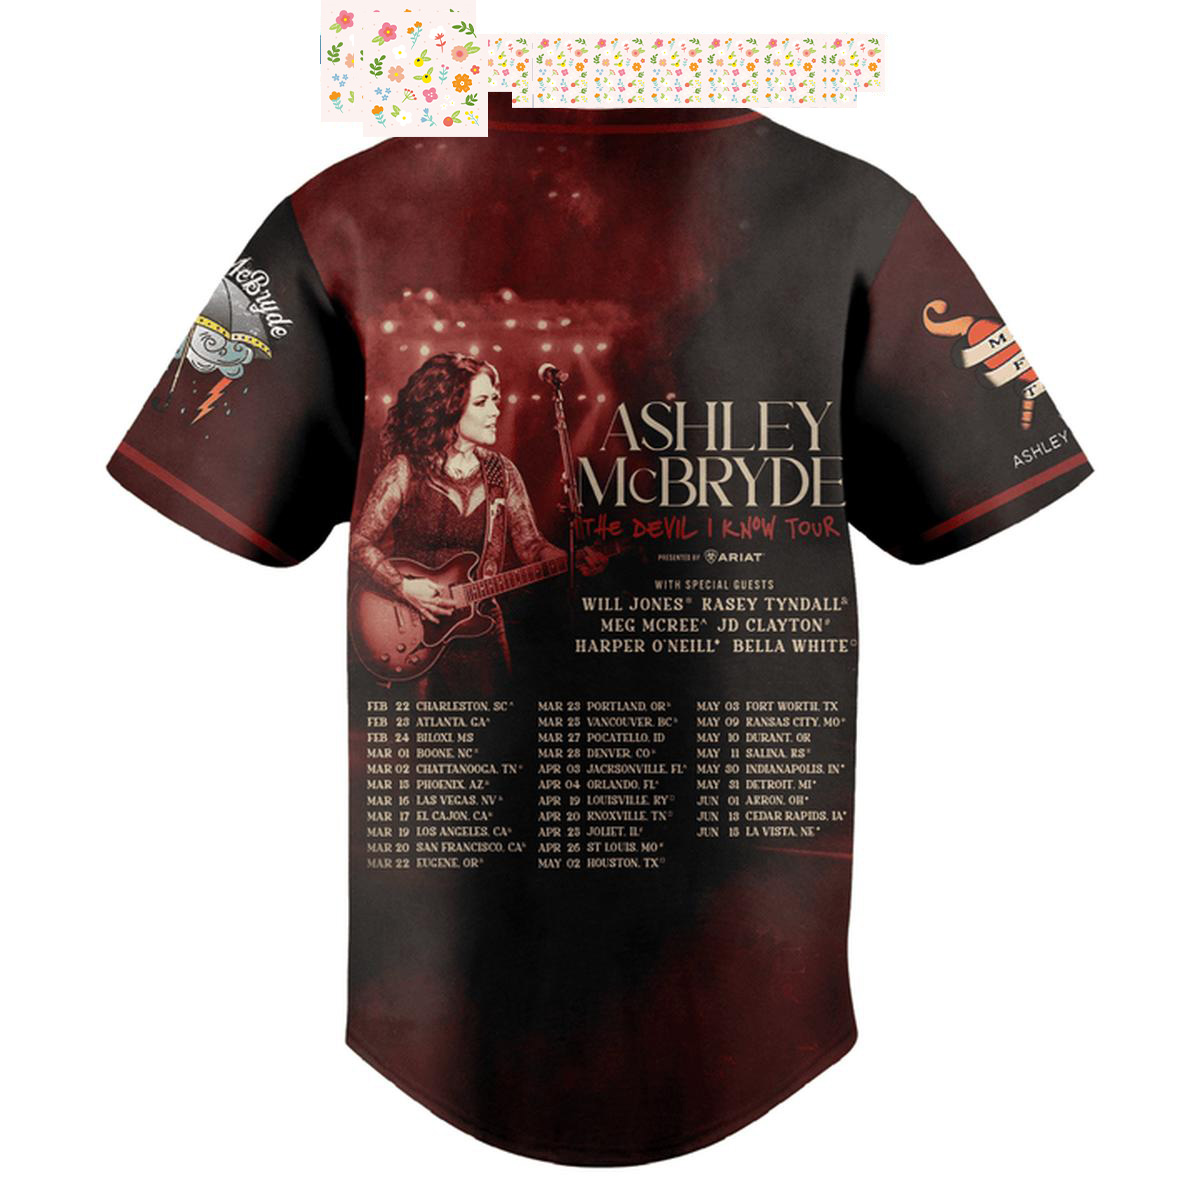 McBryde
M
F
T
ASHLEY
ASHLEY
McBRYDE
THE DEVIL I KNOW TOUR
PRESENTED BY ARIAT
WITH SPECIAL GUESTS
WILL JONES KASEY TYNDALL
MEG MCREE^ JD CLAYTON#
HARPER O'NEILL* BELLA WHITE
FEB 22 CHARLESTON, SC^
FEB 23 ATLANTA, GA^
FEB 24 BILOXI, MS
MAR 01 BOONE, NC
MAR 02 CHATTANOOGA, TN
MAR 15 PHOENIX, AZ
MAR 16 LAS VEGAS, NV
MAR 17 EL CAJON, CA
MAR 19 LOS ANGELES, CA
MAR 20 SAN FRANCISCO, CA
MAR 22 EUGENE, OR
MAR 23 PORTLAND, OR
MAR 25 VANCOUVER, BC
MAR 27 POCATELLO, ID
MAR 28 DENVER, CO
APR 03 JACKSONVILLE, FL
APR 04 ORLANDO, FL
APR 19 LOUISVILLE, KY
APR 20 KNOXVILLE, TN
APR 25 JOLIET, IL
APR 26 ST LOUIS, MO
MAY 02 HOUSTON, TX
MAY 03 FORT WORTH, TX
MAY 09 KANSAS CITY, MO
MAY 10 DURANT, OK
MAY 11 SALINA, KS
MAY 30 INDIANAPOLIS, IN*
MAY 31 DETROIT, MI*
JUN 01 AKRON, OH*
JUN 13 CEDAR RAPIDS, IA*
JUN 15 LA VISTA, NE*